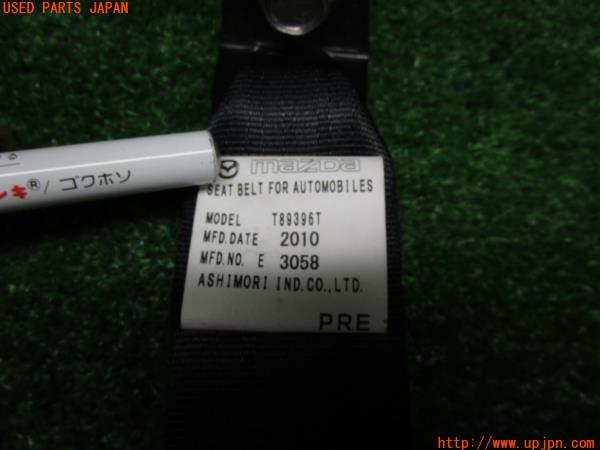 USED PARTS JAPAN
キ®/ ゴクホソ
mazda
SEAT BELT FOR AUTOMOBILES
MODEL T89396T
MFD.DATE 2010
MFD.NO. E 3058
ASHIMORI IND.CO.,LTD.
PRE
http://www.upjpn.com/